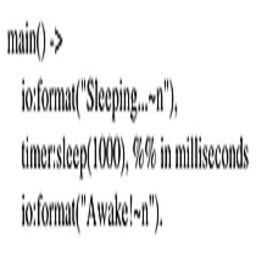 main() ->
io:format("Sleeping...~n"),
timer:sleep(1000), %% in milliseconds
io:format("Awake!~n").